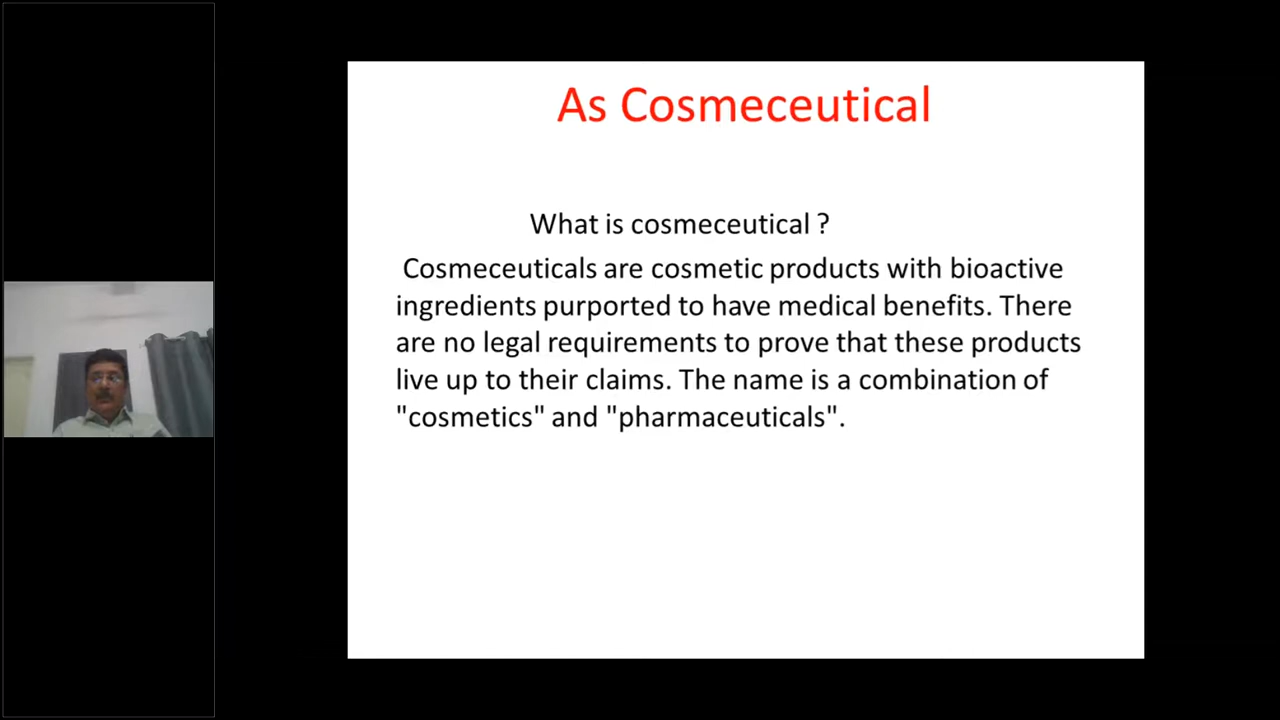 As Cosmeceutical
What is cosmeceutical ?
Cosmeceuticals are cosmetic products with bioactive
ingredients purported to have medical benefits. There
are no legal requirements to prove that these products
live up to their claims. The name is a combination of
"cosmetics" and "pharmaceuticals".